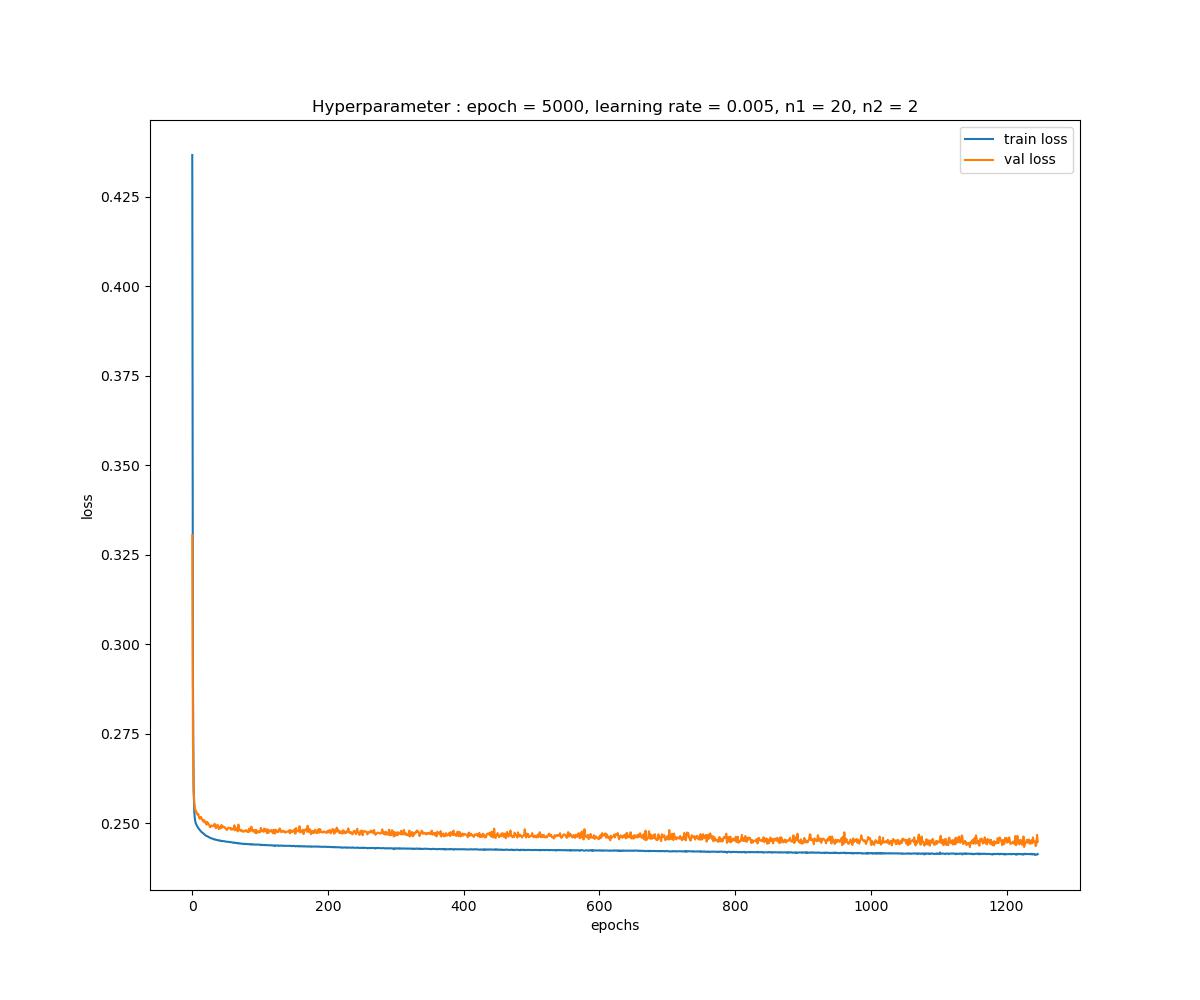 Hyperparameter : epoch = 5000, learning rate = 0.005, n1 = 20, n2 = 2
train loss
val loss
0.425
0.400
0.375
0.350
0.325
0.300
0.275
0.250
loss
0 200 400 600 800 1000 1200
epochs